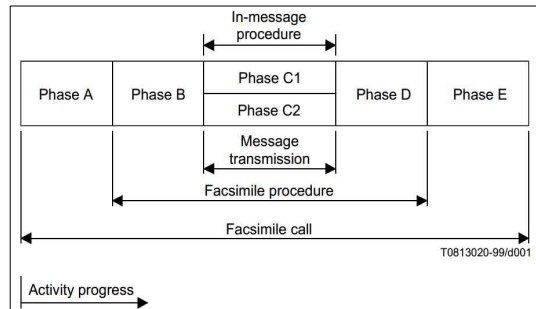 In-message
procedure
Phase A
Phase B
Phase C1
Phase C2
Phase D
Phase E
Message
transmission
Facsimile procedure
Facsimile call
T0813020-99/d001
Activity progress